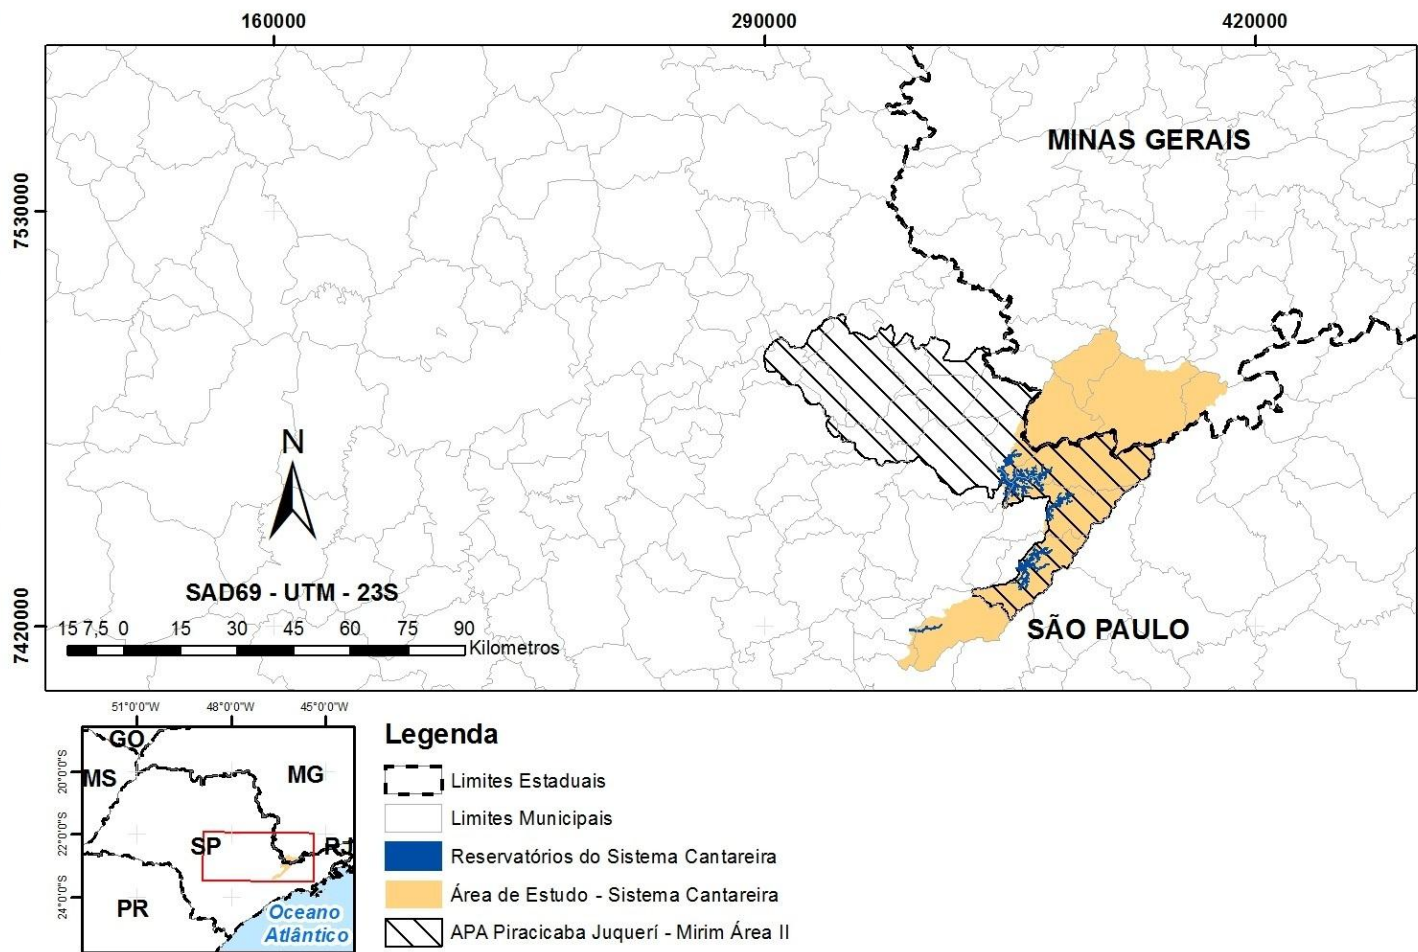 160000 290000 420000
MINAS GERAIS
7530000
N
SAD69 - UTM - 23S
7420000
15 7,5 0 15 30 45 60 75 90
Kilometros
SÃO PAULO
51°0'0"W 48°0'0"W 45°0'0"W
GO
MS
MG
20°0'0"S
22°0'0"S
SP
RJ
24°0'0"S
PR
Oceano
Atlântico
Legenda
Limites Estaduais
Limites Municipais
Reservatórios do Sistema Cantareira
Área de Estudo - Sistema Cantareira
APA Piracicaba Juquerí - Mirim Área II